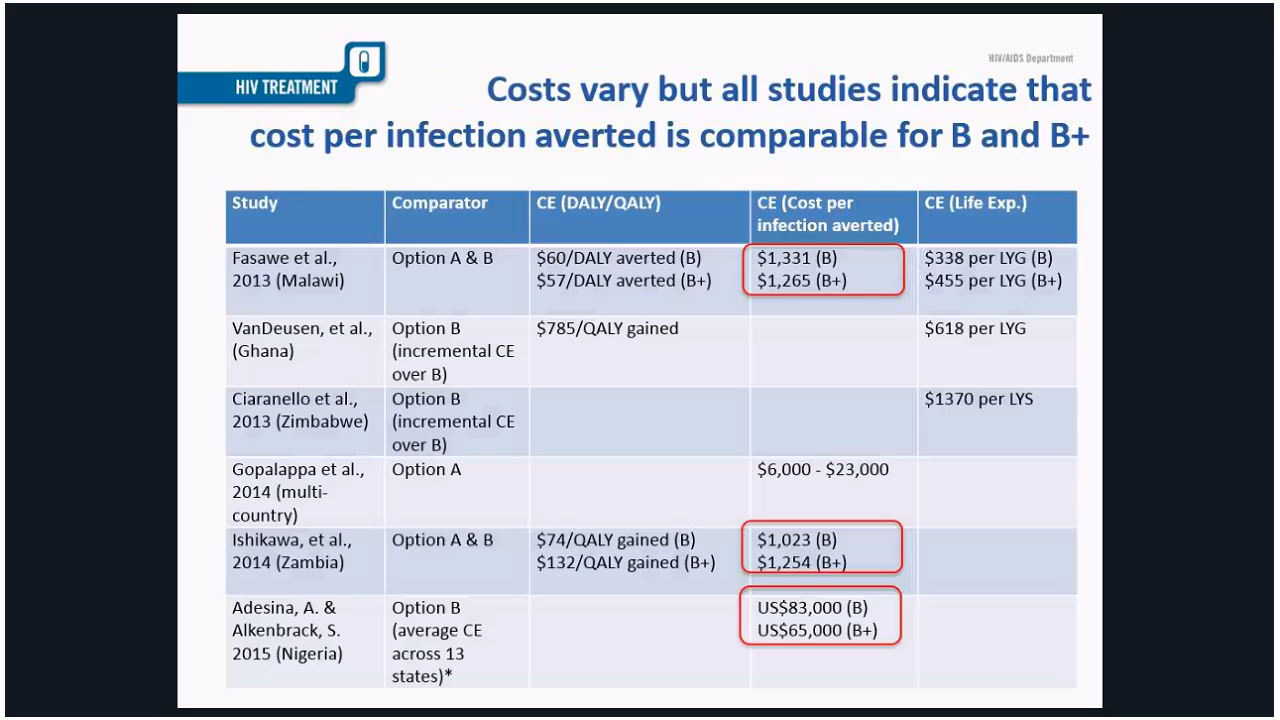 HIV/AIDS Department
HIV TREATMENT
Costs vary but all studies indicate that
cost per infection averted is comparable for B and B+
Study
Comparator
CE (DALY/QALY)
CE (Cost per
infection averted)
CE (Life Exp.)
Fasawe et al.,
2013 (Malawi)
Option A & B
$60/DALY averted (B)
$57/DALY averted (B+)
$1,331 (B)
$1,265 (B+)
$338 per LYG (B)
$455 per LYG (B+)
VanDeusen, et al.,
(Ghana)
Option B
(incremental CE
over B)
$785/QALY gained
$618 per LYG
Ciaranello et al.,
2013 (Zimbabwe)
Option B
(incremental CE
over B)
$1370 per LYS
Gopalappa et al.,
2014 (multi-
country)
Option A
$6,000 - $23,000
Ishikawa, et al.,
2014 (Zambia)
Option A & B
$74/QALY gained (B)
$132/QALY gained (B+)
$1,023 (B)
$1,254 (B+)
Adesina, A. &
Alkenbrack, S.
2015 (Nigeria)
Option B
(average CE
across 13
states)*
US$83,000 (B)
US$65,000 (B+)